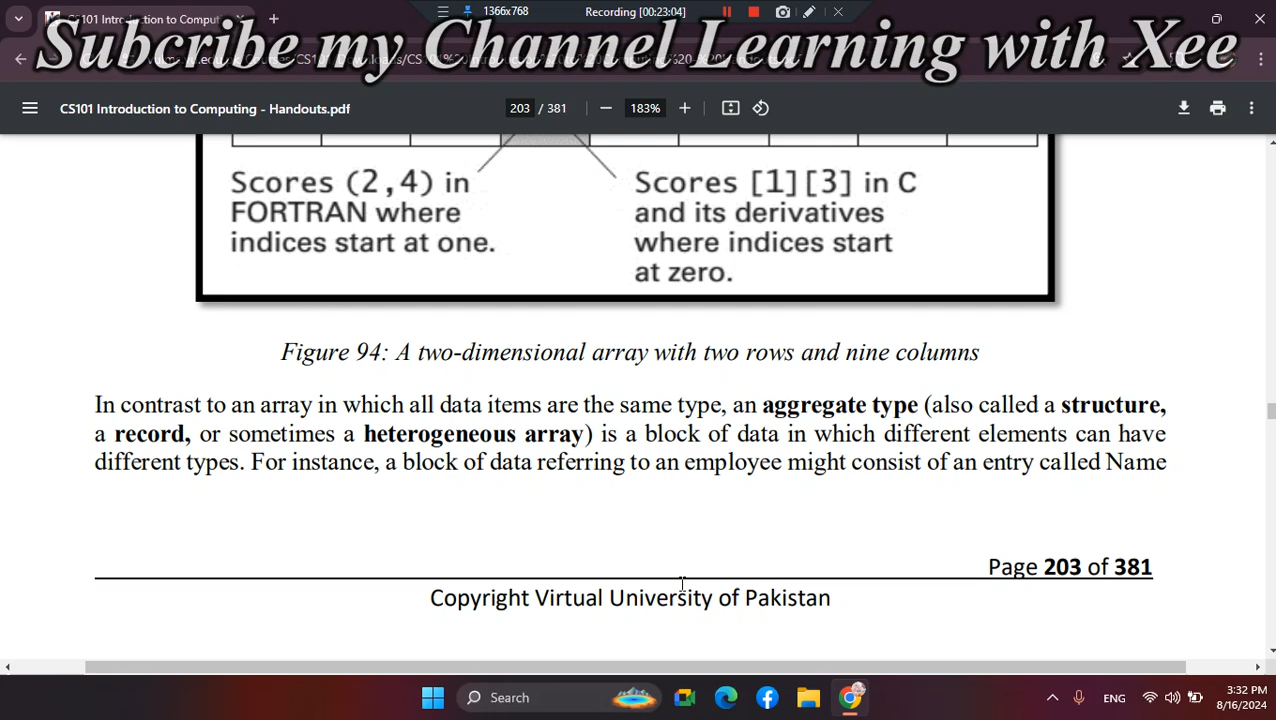 CS101 Introduction to Comput
1366x768
Recording [00:23:04]
Subcribe my Channel Learning with Xee
CS101 Introduction to Computing - Handouts.pdf
203 / 381
183%
Scores (2,4) in
FORTRAN where
indices start at one.
Scores [1][3] in C
and its derivatives
where indices start
at zero.
Figure 94: A two-dimensional array with two rows and nine columns
In contrast to an array in which all data items are the same type, an aggregate type (also called a structure,
a record, or sometimes a heterogeneous array) is a block of data in which different elements can have
different types. For instance, a block of data referring to an employee might consist of an entry called Name
Page 203 of 381
Copyright Virtual University of Pakistan
Search
ENG
3:32 PM
8/16/2024